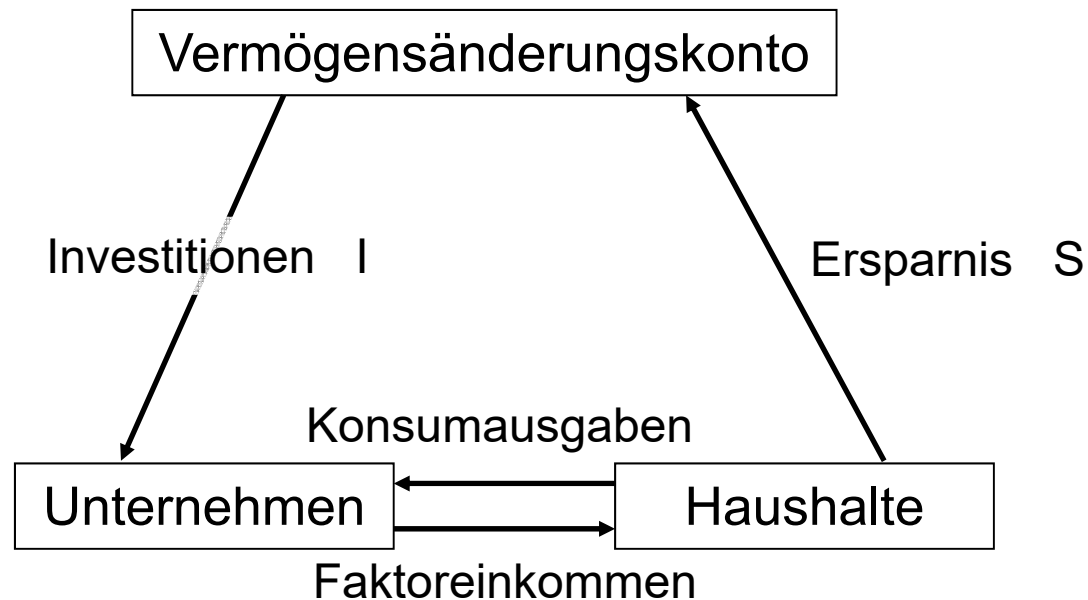 Vermögensänderungskonto
Investitionen I
Ersparnis S
Konsumausgaben
Unternehmen
Haushalte
Faktoreinkommen